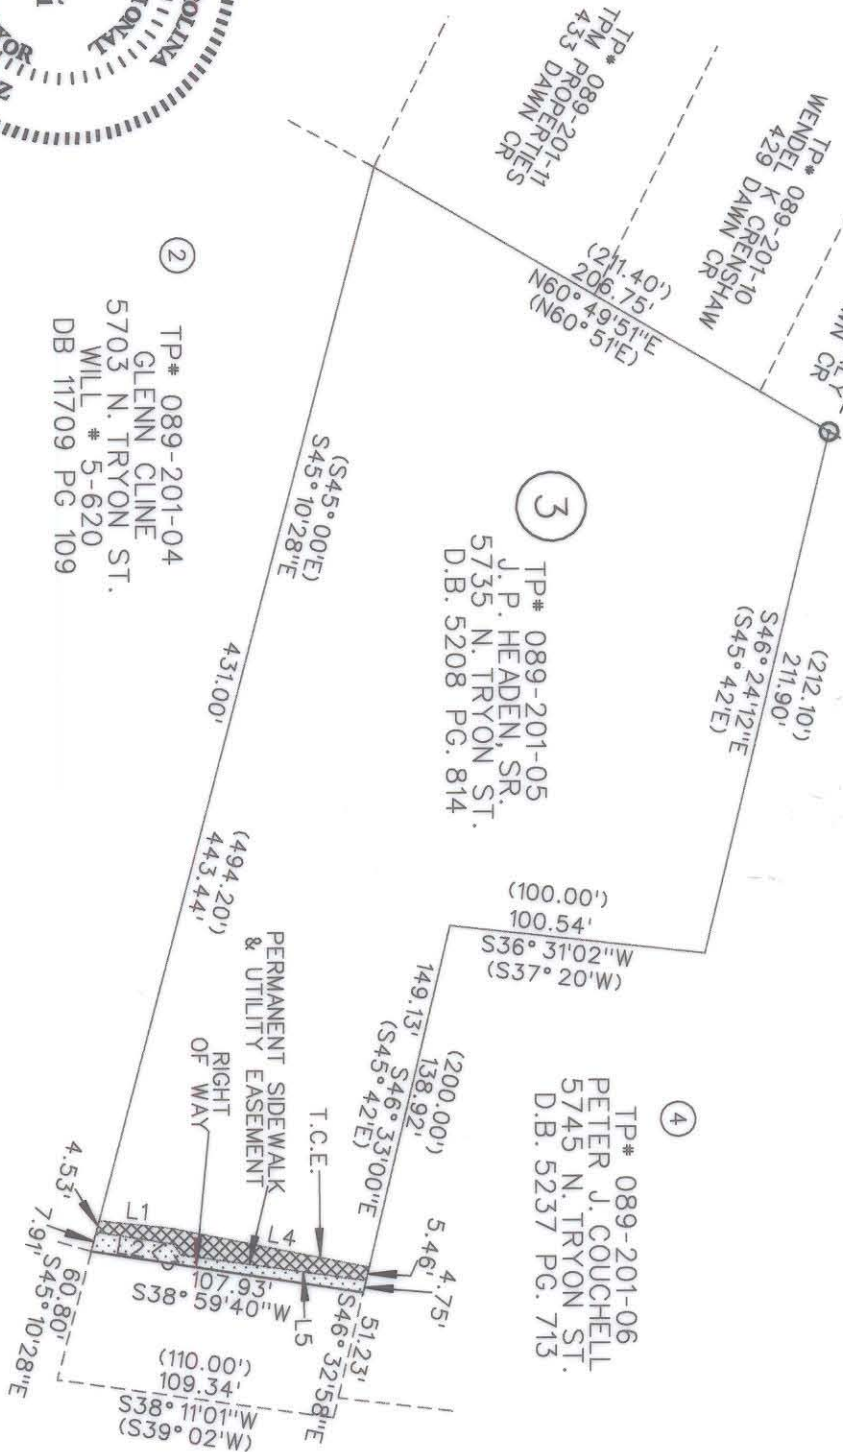 OLINA
ONAL
YOR
TP# 089-201-11
TPM PROPERTIES
433 DAWN CR
TP# 089-201-10
WENDEL K CRENSHAW
429 DAWN CR
CR
(211.40')
206.75'
N60°49'51"E
(N60°51'E)
(212.10')
211.90'
S46°24'12"E
(S45°42'E)
3
TP# 089-201-05
J. P. HEADEN, SR.
5735 N. TRYON ST.
D.B. 5208 PG. 814
(100.00')
100.54'
S36°31'02"W
(S37°20'W)
4
TP# 089-201-06
PETER J. COUCHELL
5745 N. TRYON ST.
D.B. 5237 PG. 713
2
TP# 089-201-04
GLENN CLINE
5703 N. TRYON ST.
WILL # 5-620
DB 11709 PG 109
(S45°00'E)
S45°10'28"E
431.00'
(494.20')
443.44'
149.13'
(200.00')
138.92'
S46°33'00"E
(S45°42'E)
PERMANENT SIDEWALK
& UTILITY EASEMENT
RIGHT
OF WAY
T.C.E.
5.46'
4.75'
4.53'
7.91'
L1
L4
L2
L5
107.93'
S38°59'40"W
51.23'
S46°32'58"E
60.80'
S45°10'28"E
(110.00')
109.34'
S38°11'01"W
(S39°02'W)